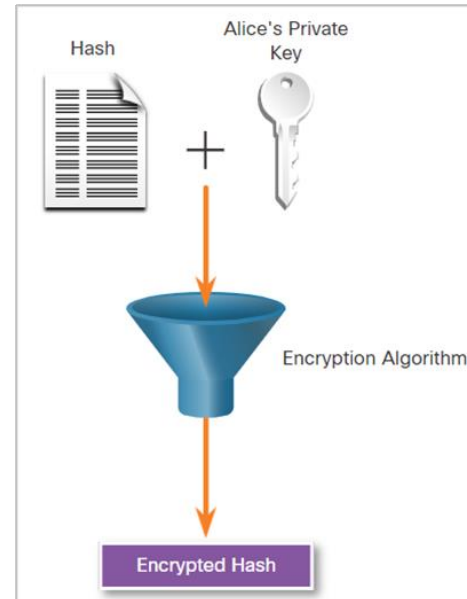 Hash
Alice's Private
Key
+
Encryption Algorithm
Encrypted Hash